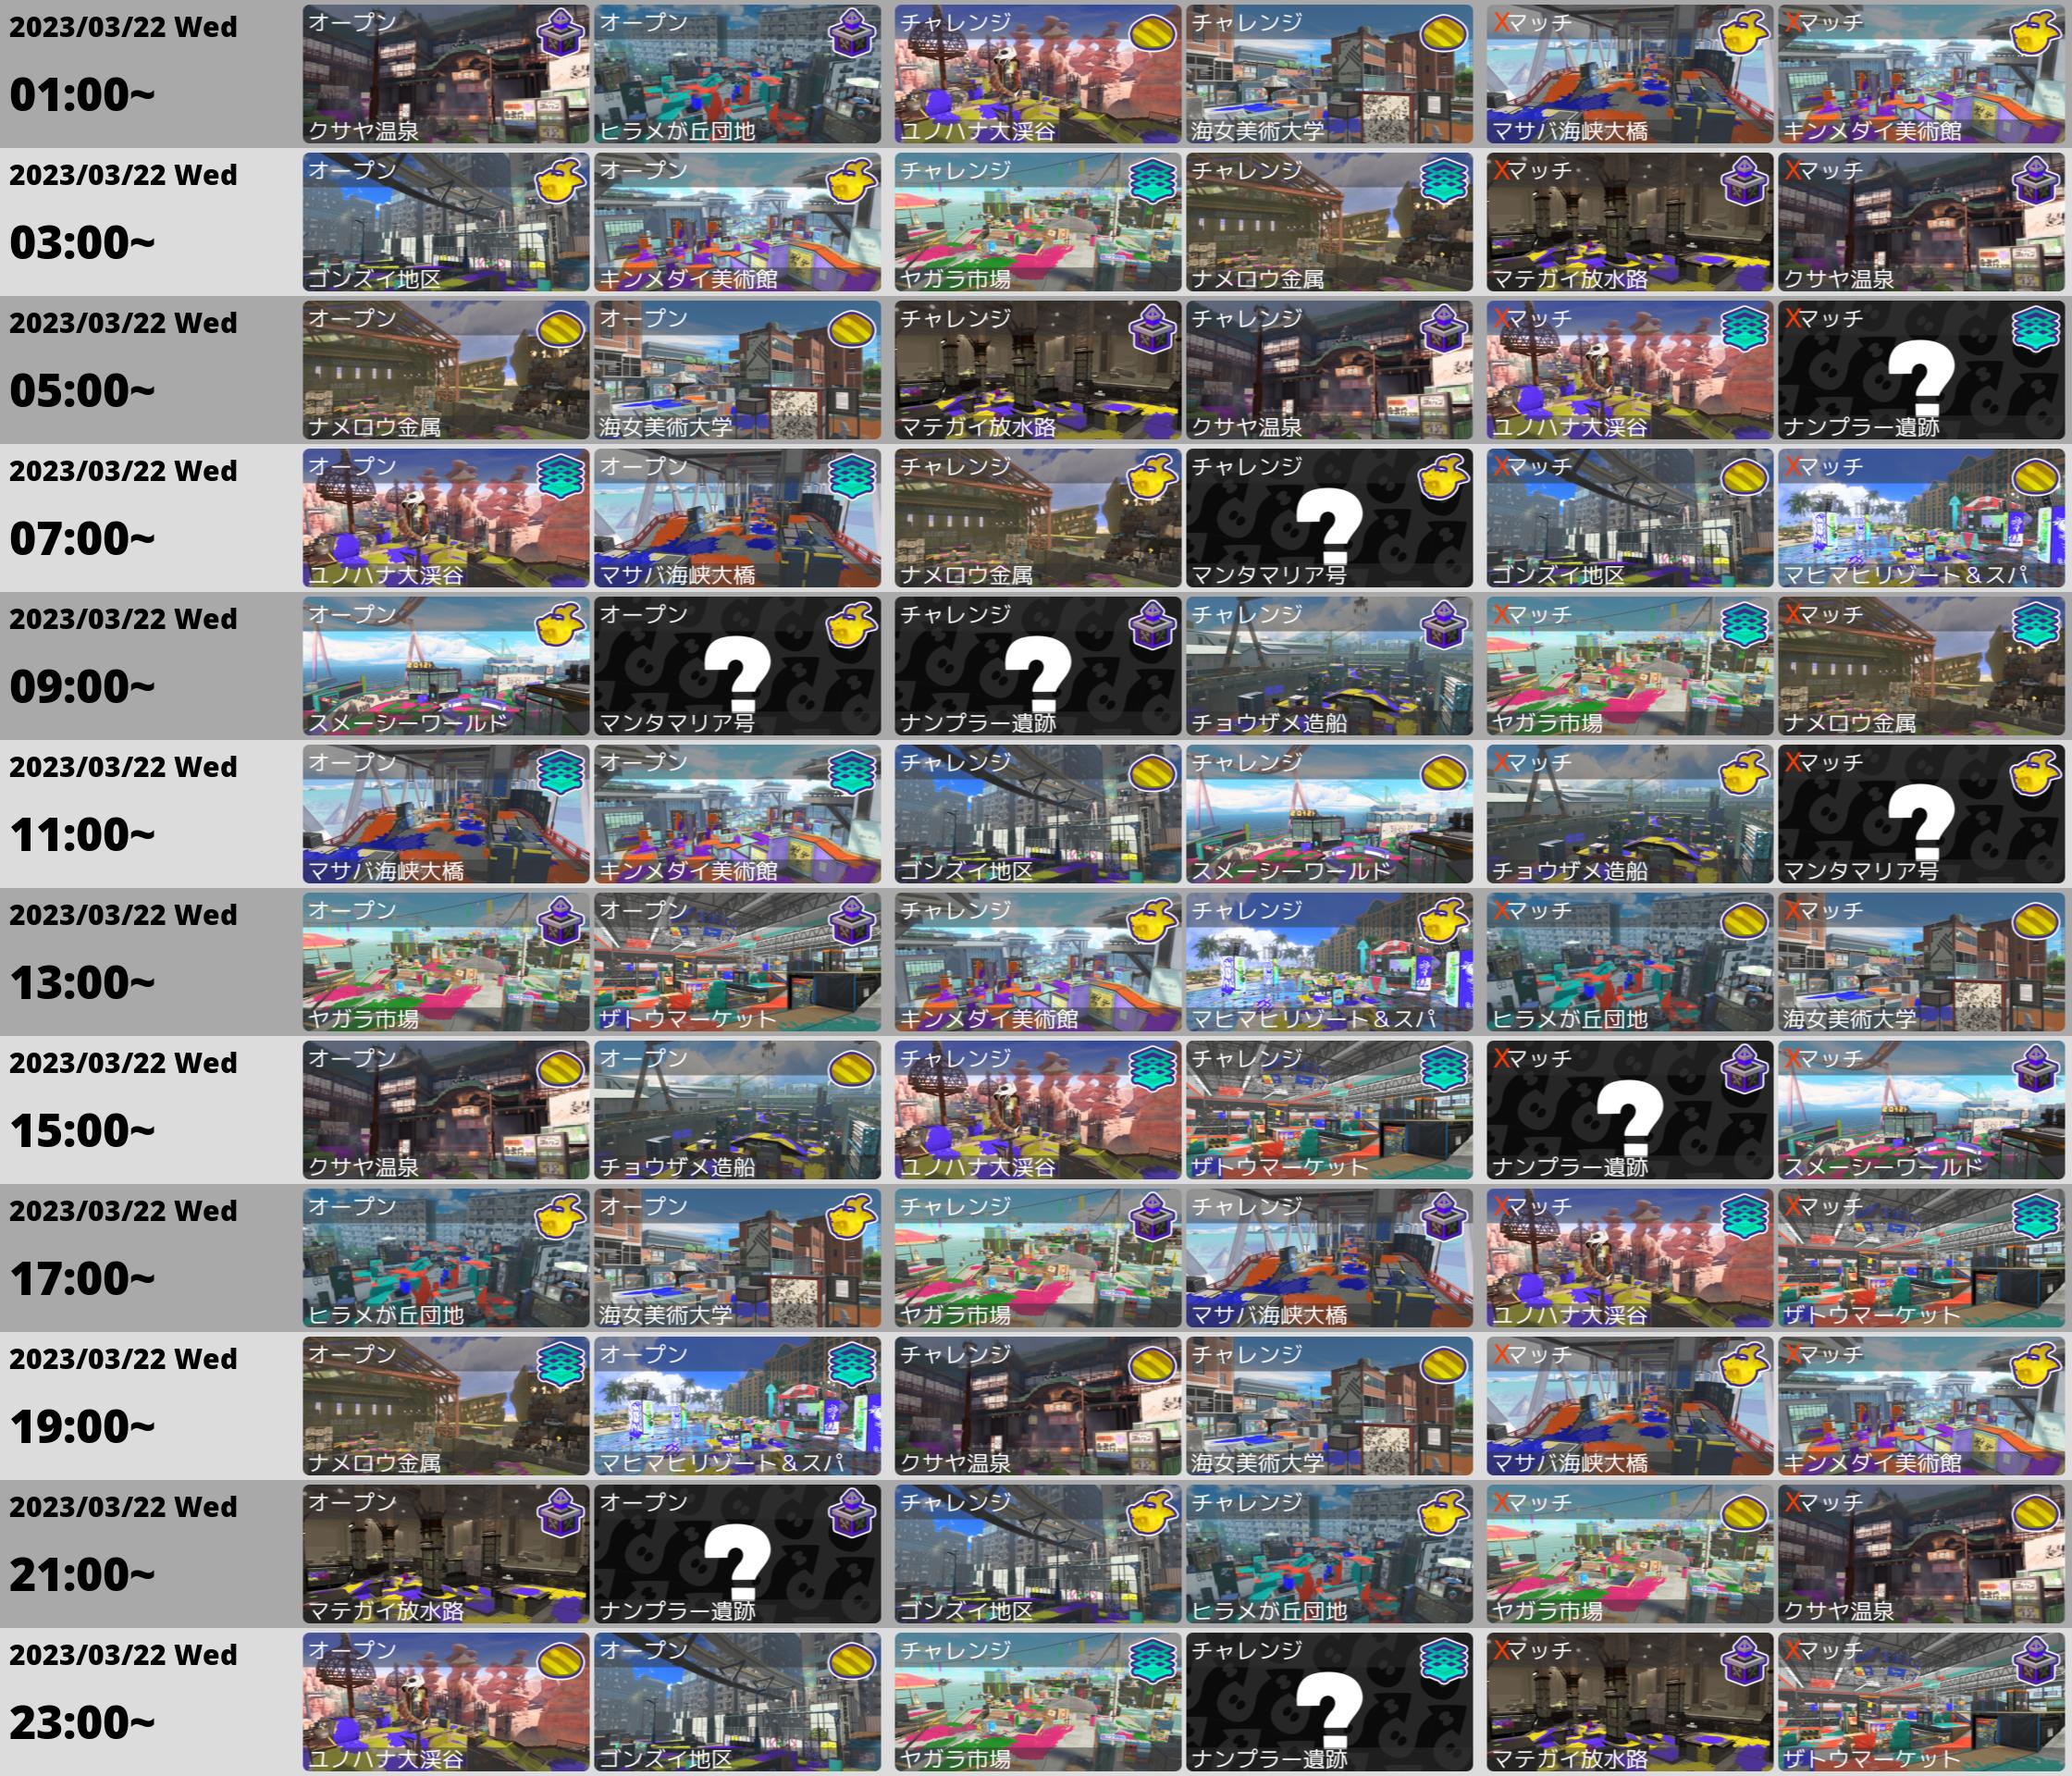 2023/03/22 Wed
01:00~
オープン
クサヤ温泉
オープン
ヒラメが丘団地
チャレンジ
ユノハナ大渓谷
チャレンジ
海女美術大学
Xマッチ
マサバ海峡大橋
Xマッチ
キンメダイ美術館
2023/03/22 Wed
03:00~
オープン
ゴンズイ地区
オープン
キンメダイ美術館
チャレンジ
ヤガラ市場
チャレンジ
ナメロウ金属
Xマッチ
マテガイ放水路
Xマッチ
クサヤ温泉
2023/03/22 Wed
05:00~
オープン
ナメロウ金属
オープン
海女美術大学
チャレンジ
マテガイ放水路
チャレンジ
クサヤ温泉
Xマッチ
ユノハナ大渓谷
Xマッチ
?
ナンプラー遺跡
2023/03/22 Wed
07:00~
オープン
ユノハナ大渓谷
オープン
マサバ海峡大橋
チャレンジ
ナメロウ金属
チャレンジ
?
マンタマリア号
Xマッチ
ゴンズイ地区
Xマッチ
マヒマヒリゾート＆スパ
2023/03/22 Wed
09:00~
オープン
スメーシーワールド
オープン
?
マンタマリア号
チャレンジ
?
ナンプラー遺跡
チャレンジ
チョウザメ造船
Xマッチ
ヤガラ市場
Xマッチ
ナメロウ金属
2023/03/22 Wed
11:00~
オープン
マサバ海峡大橋
オープン
キンメダイ美術館
チャレンジ
ゴンズイ地区
チャレンジ
スメーシーワールド
Xマッチ
チョウザメ造船
Xマッチ
?
マンタマリア号
2023/03/22 Wed
13:00~
オープン
ヤガラ市場
オープン
ザトウマーケット
チャレンジ
キンメダイ美術館
チャレンジ
マヒマヒリゾート＆スパ
Xマッチ
ヒラメが丘団地
Xマッチ
海女美術大学
2023/03/22 Wed
15:00~
オープン
クサヤ温泉
オープン
チョウザメ造船
チャレンジ
ユノハナ大渓谷
チャレンジ
ザトウマーケット
Xマッチ
?
ナンプラー遺跡
Xマッチ
スメーシーワールド
2023/03/22 Wed
17:00~
オープン
ヒラメが丘団地
オープン
海女美術大学
チャレンジ
ヤガラ市場
チャレンジ
マサバ海峡大橋
Xマッチ
ユノハナ大渓谷
Xマッチ
ザトウマーケット
2023/03/22 Wed
19:00~
オープン
ナメロウ金属
オープン
マヒマヒリゾート＆スパ
チャレンジ
クサヤ温泉
チャレンジ
海女美術大学
Xマッチ
マサバ海峡大橋
Xマッチ
キンメダイ美術館
2023/03/22 Wed
21:00~
オープン
マテガイ放水路
オープン
?
ナンプラー遺跡
チャレンジ
ゴンズイ地区
チャレンジ
ヒラメが丘団地
Xマッチ
ヤガラ市場
Xマッチ
クサヤ温泉
2023/03/22 Wed
23:00~
オープン
ユノハナ大渓谷
オープン
ゴンズイ地区
チャレンジ
ヤガラ市場
チャレンジ
?
ナンプラー遺跡
Xマッチ
マテガイ放水路
Xマッチ
ザトウマーケット